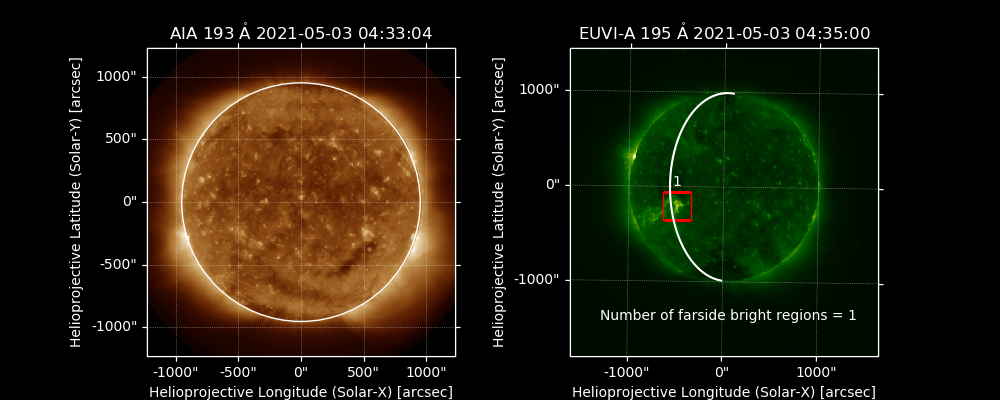 AIA 193 Å 2021-05-03 04:33:04
Helioprojective Latitude (Solar-Y) [arcsec]
1000"
500"
0"
-500"
-1000"
-1000"
-500"
0"
500"
1000"
Helioprojective Longitude (Solar-X) [arcsec]
EUVI-A 195 Å 2021-05-03 04:35:00
Helioprojective Latitude (Solar-Y) [arcsec]
1000"
0"
-1000"
1
Number of farside bright regions = 1
-1000"
0"
1000"
Helioprojective Longitude (Solar-X) [arcsec]